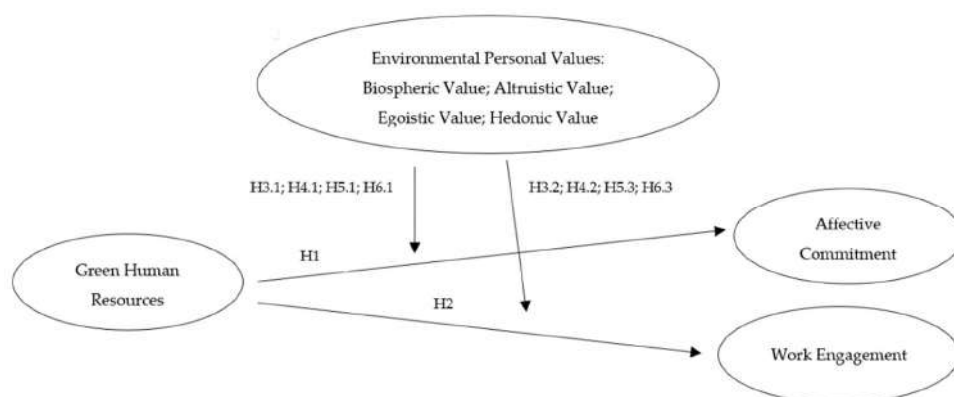 Environmental Personal Values:
Biospheric Value; Altruistic Value;
Egoistic Value; Hedonic Value
H3.1; H4.1; H5.1; H6.1
H3.2; H4.2; H5.3; H6.3
Affective
Commitment
H1
Green Human
Resources
H2
Work Engagement